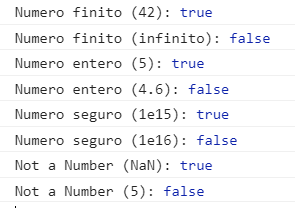 Numero finito (42): true
Numero finito (infinito): false
Numero entero (5): true
Numero entero (4.6): false
Numero seguro (1e15): true
Numero seguro (1e16): false
Not a Number (NaN): true
Not a Number (5): false